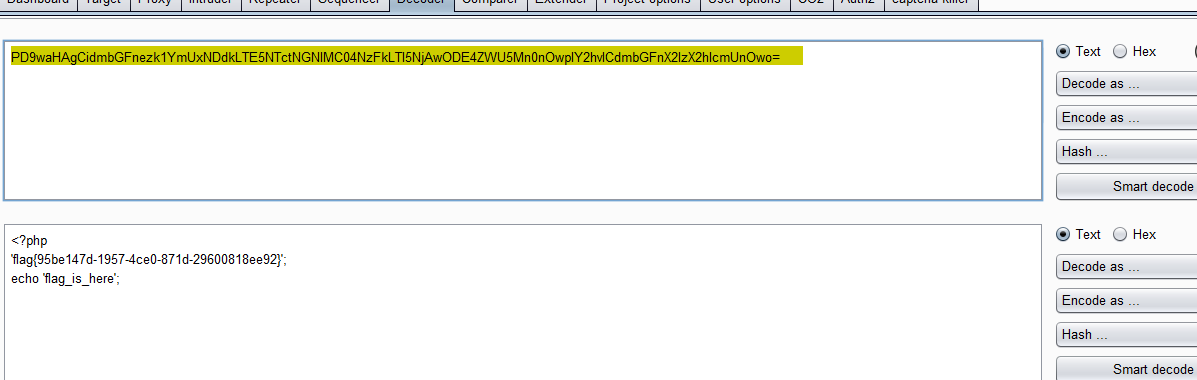 Dashboard Target Proxy Intruder Repeater Sequencer Decoder Comparer Extender Project options User options CO2 Authz captcha-killer
PD9waHAgCidmbGFnezk1YmUxNDdkLTE5NTctNGNlMC04NzFkLTI5NjAwODE4ZWU5Mn0nOwplY2hvICdmbGFnX2lzX2hlcmUnOwo=
Text Hex
Decode as ...
Encode as ...
Hash ...
Smart decode
<?php
'flag{95be147d-1957-4ce0-871d-29600818ee92}';
echo 'flag_is_here';
Text Hex
Decode as ...
Encode as ...
Hash ...
Smart decode